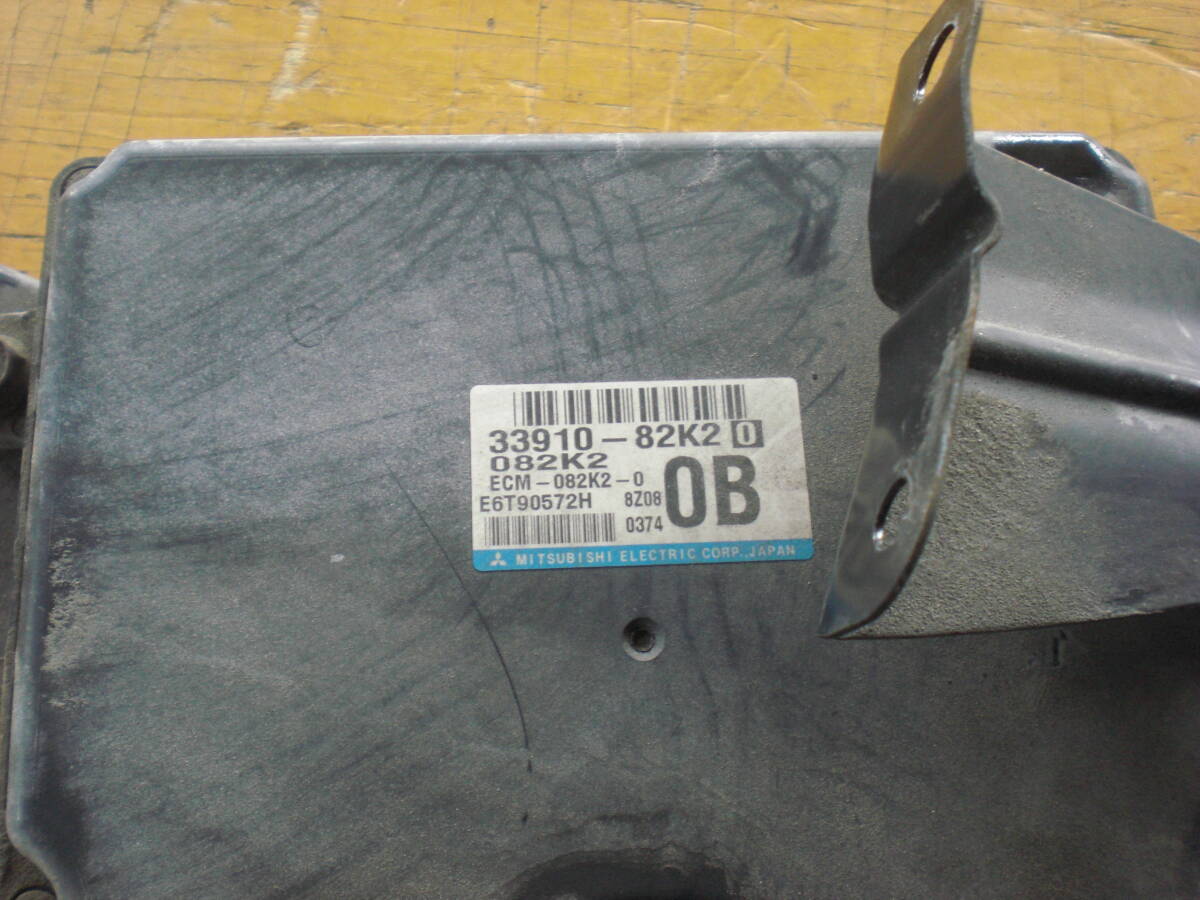 33910-82K2 0
082K2
ECM-082K2-0
0B
E6T90572H 8Z08
0374
MITSUBISHI ELECTRIC CORP., JAPAN